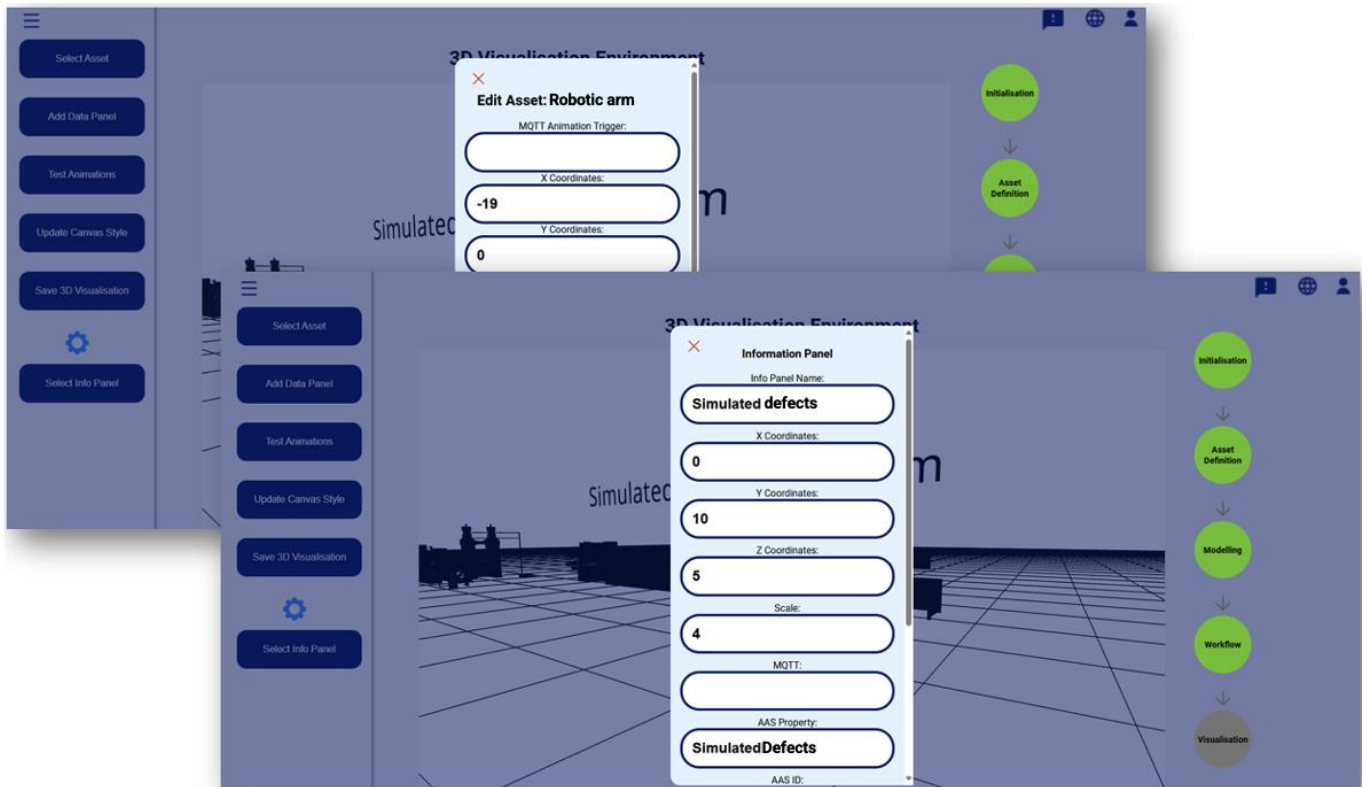 Select Asset
Add Data Panel
Test Animations
Update Canvas Style
Save 3D Visualisation
Select Info Panel
3D Visualisation Environment
Edit Asset: Robotic arm
MQTT Animation Trigger:
X Coordinates:
-19
Y Coordinates:
0
Simulated
m
Initialisation
Asset
Definition
Select Asset
Add Data Panel
Test Animations
Update Canvas Style
Save 3D Visualisation
Select Info Panel
3D Visualisation Environment
Information Panel
Info Panel Name:
Simulated defects
X Coordinates:
0
Y Coordinates:
10
Z Coordinates:
5
Scale:
4
MQTT:
AAS Property:
SimulatedDefects
AAS ID:
Simulated
m
Initialisation
Asset
Definition
Modelling
Workflow
Visualisation